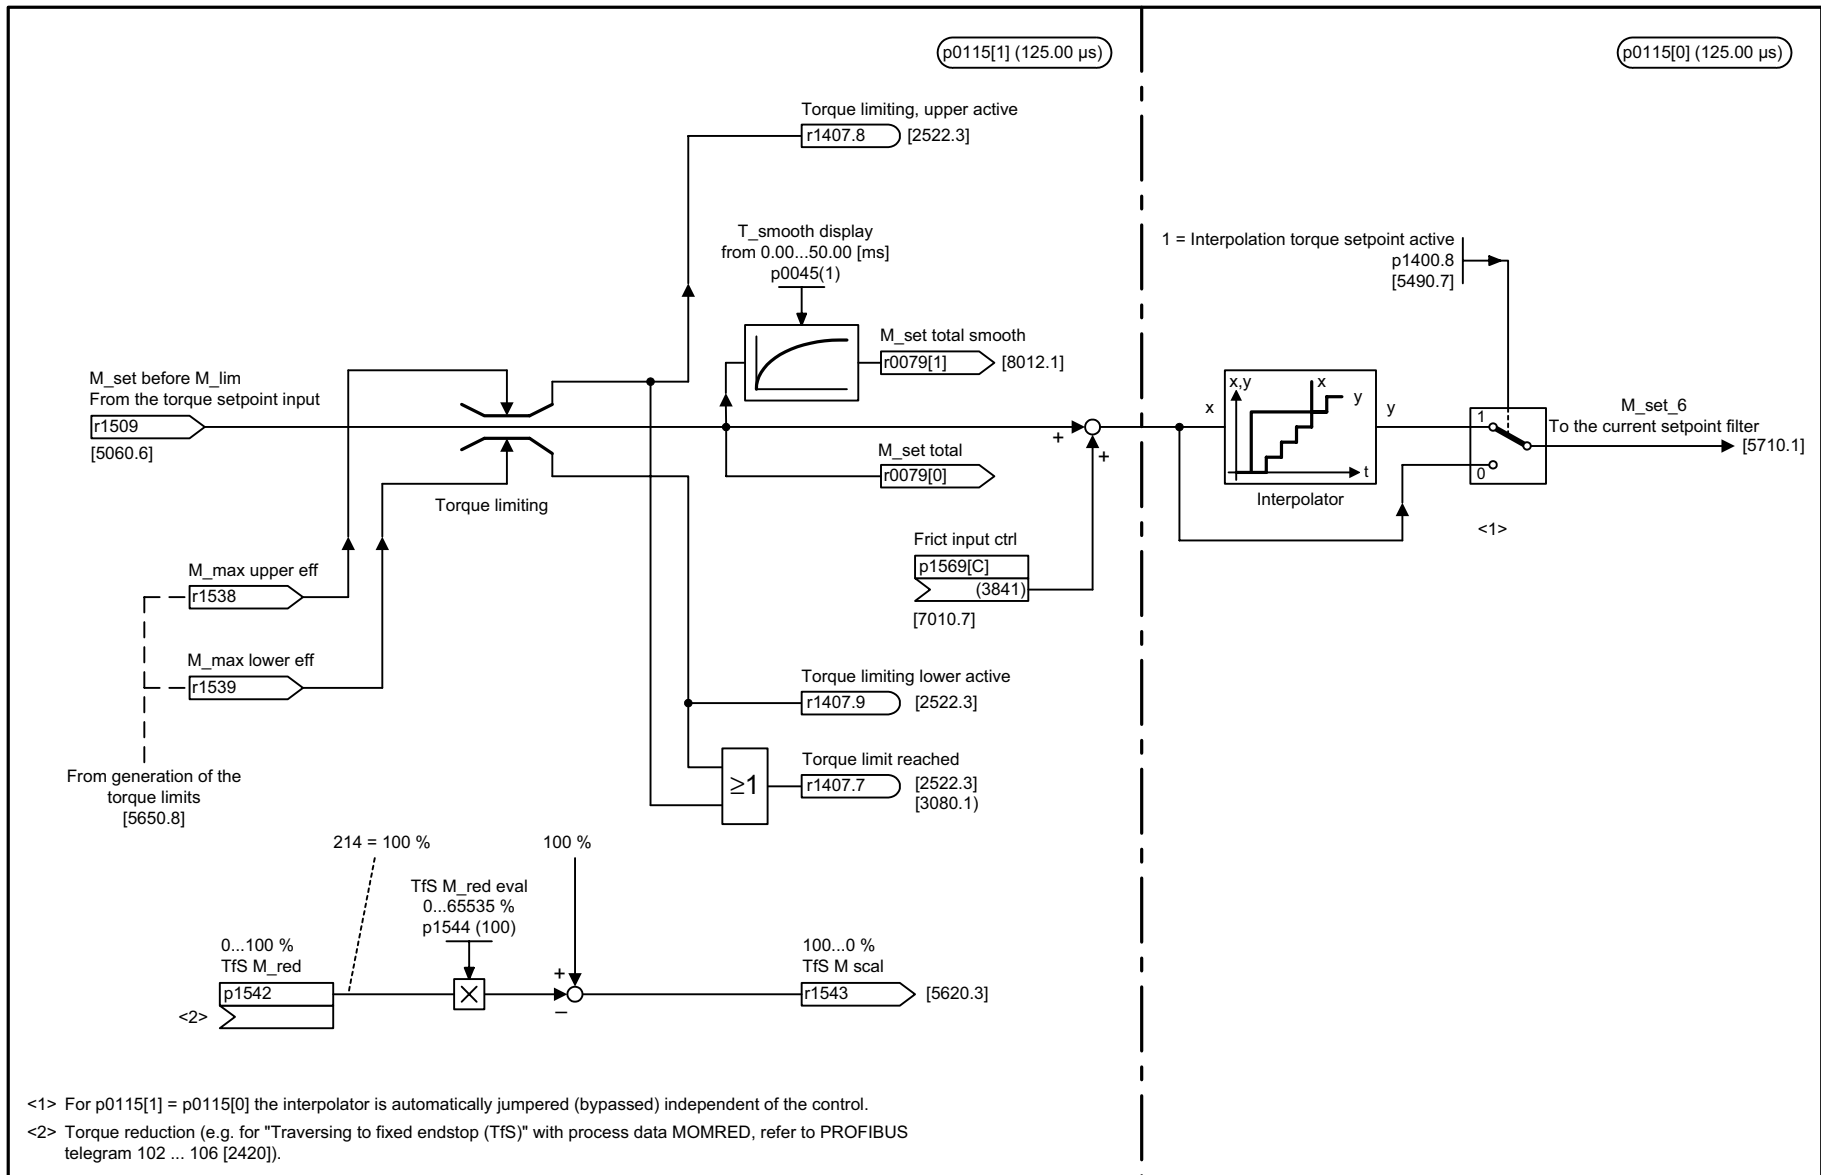 p0115[1] (125.00 µs)
p0115[0] (125.00 µs)
Torque limiting, upper active
r1407.8
[2522.3]
T_smooth display
from 0.00...50.00 [ms]
p0045(1)
1 = Interpolation torque setpoint active
p1400.8
[5490.7]
M_set total smooth
r0079[1]
[8012.1]
M_set before M_lim
From the torque setpoint input
r1509
[5060.6]
Torque limiting
+
+
M_set total
r0079[0]
x
x,y
x
y
t
y
Interpolator
1
0
M_set_6
To the current setpoint filter
[5710.1]
<1>
Frict input ctrl
p1569[C]
(3841)
[7010.7]
M_max upper eff
r1538
M_max lower eff
r1539
From generation of the
torque limits
[5650.8]
Torque limiting lower active
r1407.9
[2522.3]
≥1
Torque limit reached
r1407.7
[2522.3]
[3080.1)
214 = 100 %
100 %
TfS M_red eval
0...65535 %
p1544 (100)
0...100 %
TfS M_red
p1542
<2>
+
–
100...0 %
TfS M scal
r1543
[5620.3]
<1> For p0115[1] = p0115[0] the interpolator is automatically jumpered (bypassed) independent of the control.
<2> Torque reduction (e.g. for "Traversing to fixed endstop (TfS)" with process data MOMRED, refer to PROFIBUS
telegram 102 ... 106 [2420]).